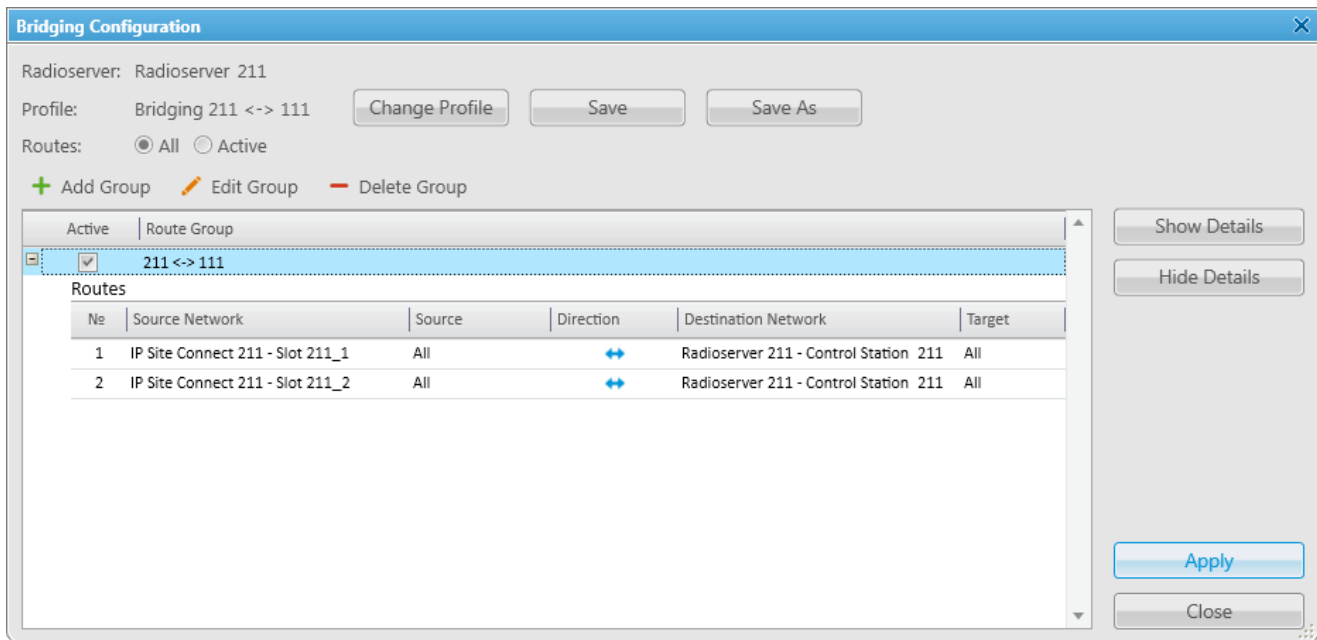 Bridging Configuration
Radioserver: Radioserver 211
Profile: Bridging 211 <-> 111 Change Profile Save Save As
Routes: All Active
Add Group Edit Group Delete Group
Active Route Group Show Details
211 <-> 111
Hide Details
Routes
№ Source Network Source Direction Destination Network Target
1 IP Site Connect 211 - Slot 211_1 All Radioserver 211 - Control Station 211 All
2 IP Site Connect 211 - Slot 211_2 All Radioserver 211 - Control Station 211 All
Apply
Close